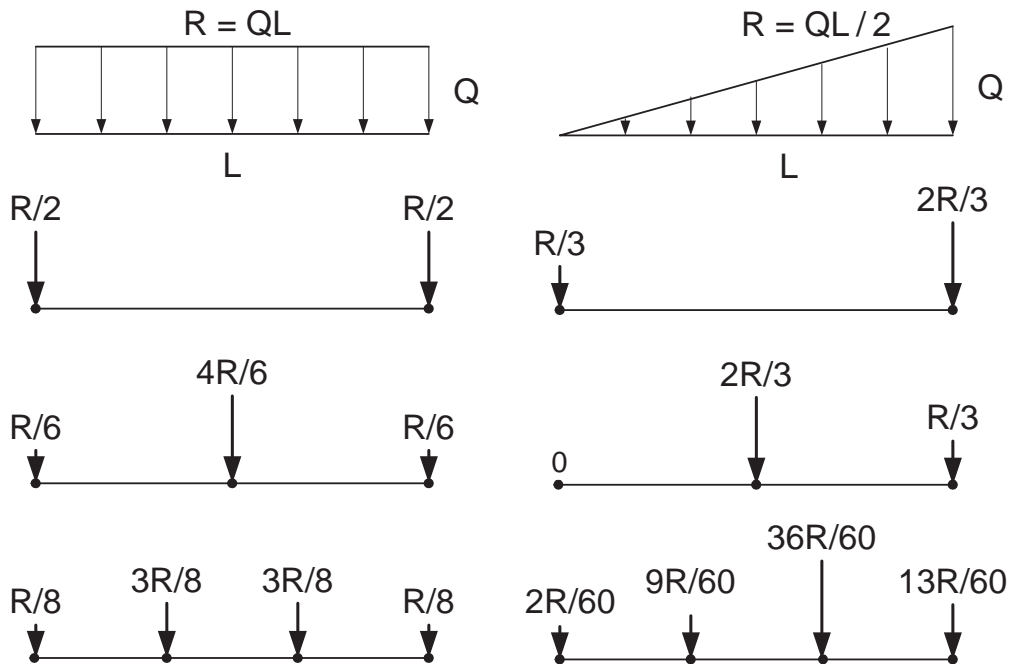 R = QL
Q
L
R = QL / 2
Q
L
R/2
R/2
R/3
2R/3
R/6
4R/6
R/6
0
2R/3
R/3
R/8
3R/8
3R/8
R/8
2R/60
9R/60
36R/60
13R/60